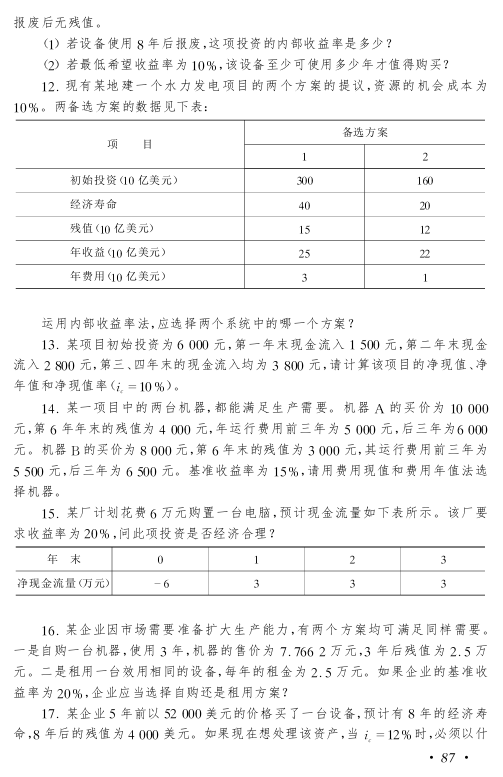 报废后无残值。
(1) 若设备使用 8 年后报废,这项投资的内部收益率是多少?
(2) 若最低希望收益率为 10%,该设备至少可使用多少年才值得购买?
12. 现有某地建一个水力发电项目的两个方案的提议,资源的机会成本为
10%。两备选方案的数据见下表:
项 目
备选方案
1 2
初始投资(10 亿美元) 300 160
经济寿命 40 20
残值(10 亿美元) 15 12
年收益(10 亿美元) 25 22
年费用(10 亿美元) 3 1
运用内部收益率法,应选择两个系统中的哪一个方案?
13. 某项目初始投资为 6 000 元,第一年末现金流入 1 500 元,第二年末现金
流入 2 800 元,第三、四年末的现金流入均为 3 800 元,请计算该项目的净现值、净
年值和净现值率(ic = 10%)。
14. 某一项目中的两台机器,都能满足生产需要。机器 A 的买价为 10 000
元,第 6 年年末的残值为 4 000 元,年运行费用前三年为 5 000 元,后三年为6 000
元。机器 B 的买价为 8 000 元,第 6 年末的残值为 3 000 元,其运行费用前三年为
5 500 元,后三年为 6 500 元。基准收益率为 15%,请用费用现值和费用年值法选
择机器。
15. 某厂计划花费 6 万元购置一台电脑,预计现金流量如下表所示。该厂要
求收益率为 20%,问此项投资是否经济合理?
年 末 0 1 2 3
净现金流量(万元) -6 3 3 3
16. 某企业因市场需要准备扩大生产能力,有两个方案均可满足同样需要。
一是自购一台机器,使用 3 年,机器的售价为 7.766 2 万元,3 年后残值为 2.5 万
元。二是租用一台效用相同的设备,每年的租金为 2.5 万元。如果企业的基准收
益率为 20%,企业应当选择自购还是租用方案?
17. 某企业 5 年前以 52 000 美元的价格买了一台设备,预计有 8 年的经济寿
命,8 年后的残值为 4 000 美元。如果现在想处理该资产,当 ic = 12%时,必须以什
· 87 ·